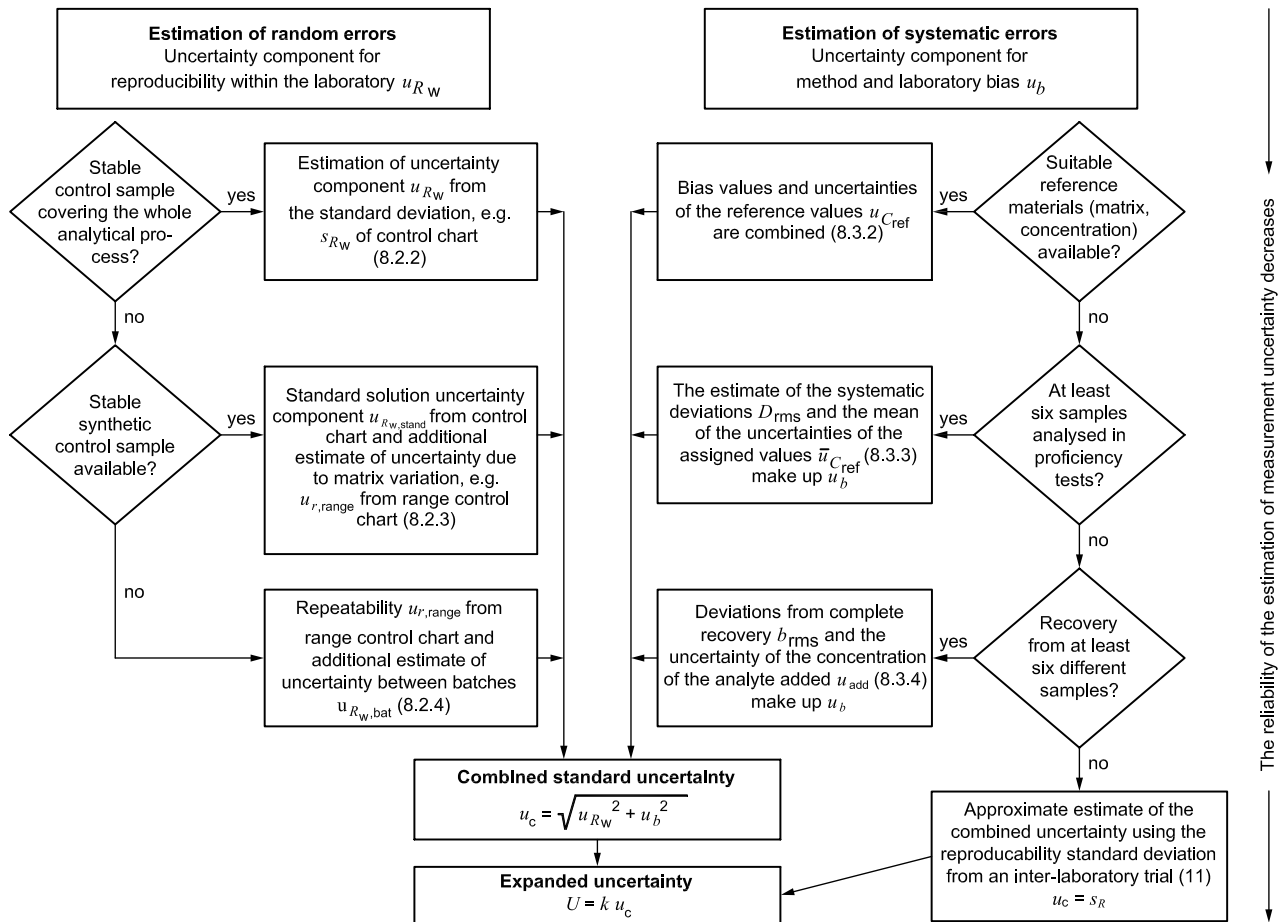 Estimation of random errors
Uncertainty component for
reproducibility within the laboratory u_Rw
Estimation of systematic errors
Uncertainty component for
method and laboratory bias u_b
Stable
control sample
covering the whole
analytical pro-
cess?
yes
Estimation of uncertainty
component u_Rw from
the standard deviation, e.g.
s_Rw of control chart
(8.2.2)
Bias values and uncertainties
of the reference values u_Cref
are combined (8.3.2)
yes
Suitable
reference
materials (matrix,
concentration)
available?
no
no
Stable
synthetic
control sample
available?
yes
Standard solution uncertainty
component u_Rw,stand from control
chart and additional
estimate of uncertainty due
to matrix variation, e.g.
u_r,range from range control
chart (8.2.3)
The estimate of the systematic
deviations D_rms and the mean
of the uncertainties of the
assigned values u̅_Cref (8.3.3)
make up u_b
yes
At least
six samples
analysed in
proficiency
tests?
no
no
Repeatability u_r,range from
range control chart and
additional estimate of
uncertainty between batches
u_Rw,bat (8.2.4)
Deviations from complete
recovery b_rms and the
uncertainty of the concentration
of the analyte added u_add (8.3.4)
make up u_b
yes
Recovery
from at least
six different
samples?
no
Combined standard uncertainty
u_c = √(u_Rw² + u_b²)
Expanded uncertainty
U = k u_c
Approximate estimate of the
combined uncertainty using the
reproducability standard deviation
from an inter-laboratory trial (11)
u_c = s_R
The reliability of the estimation of measurement uncertainty decreases